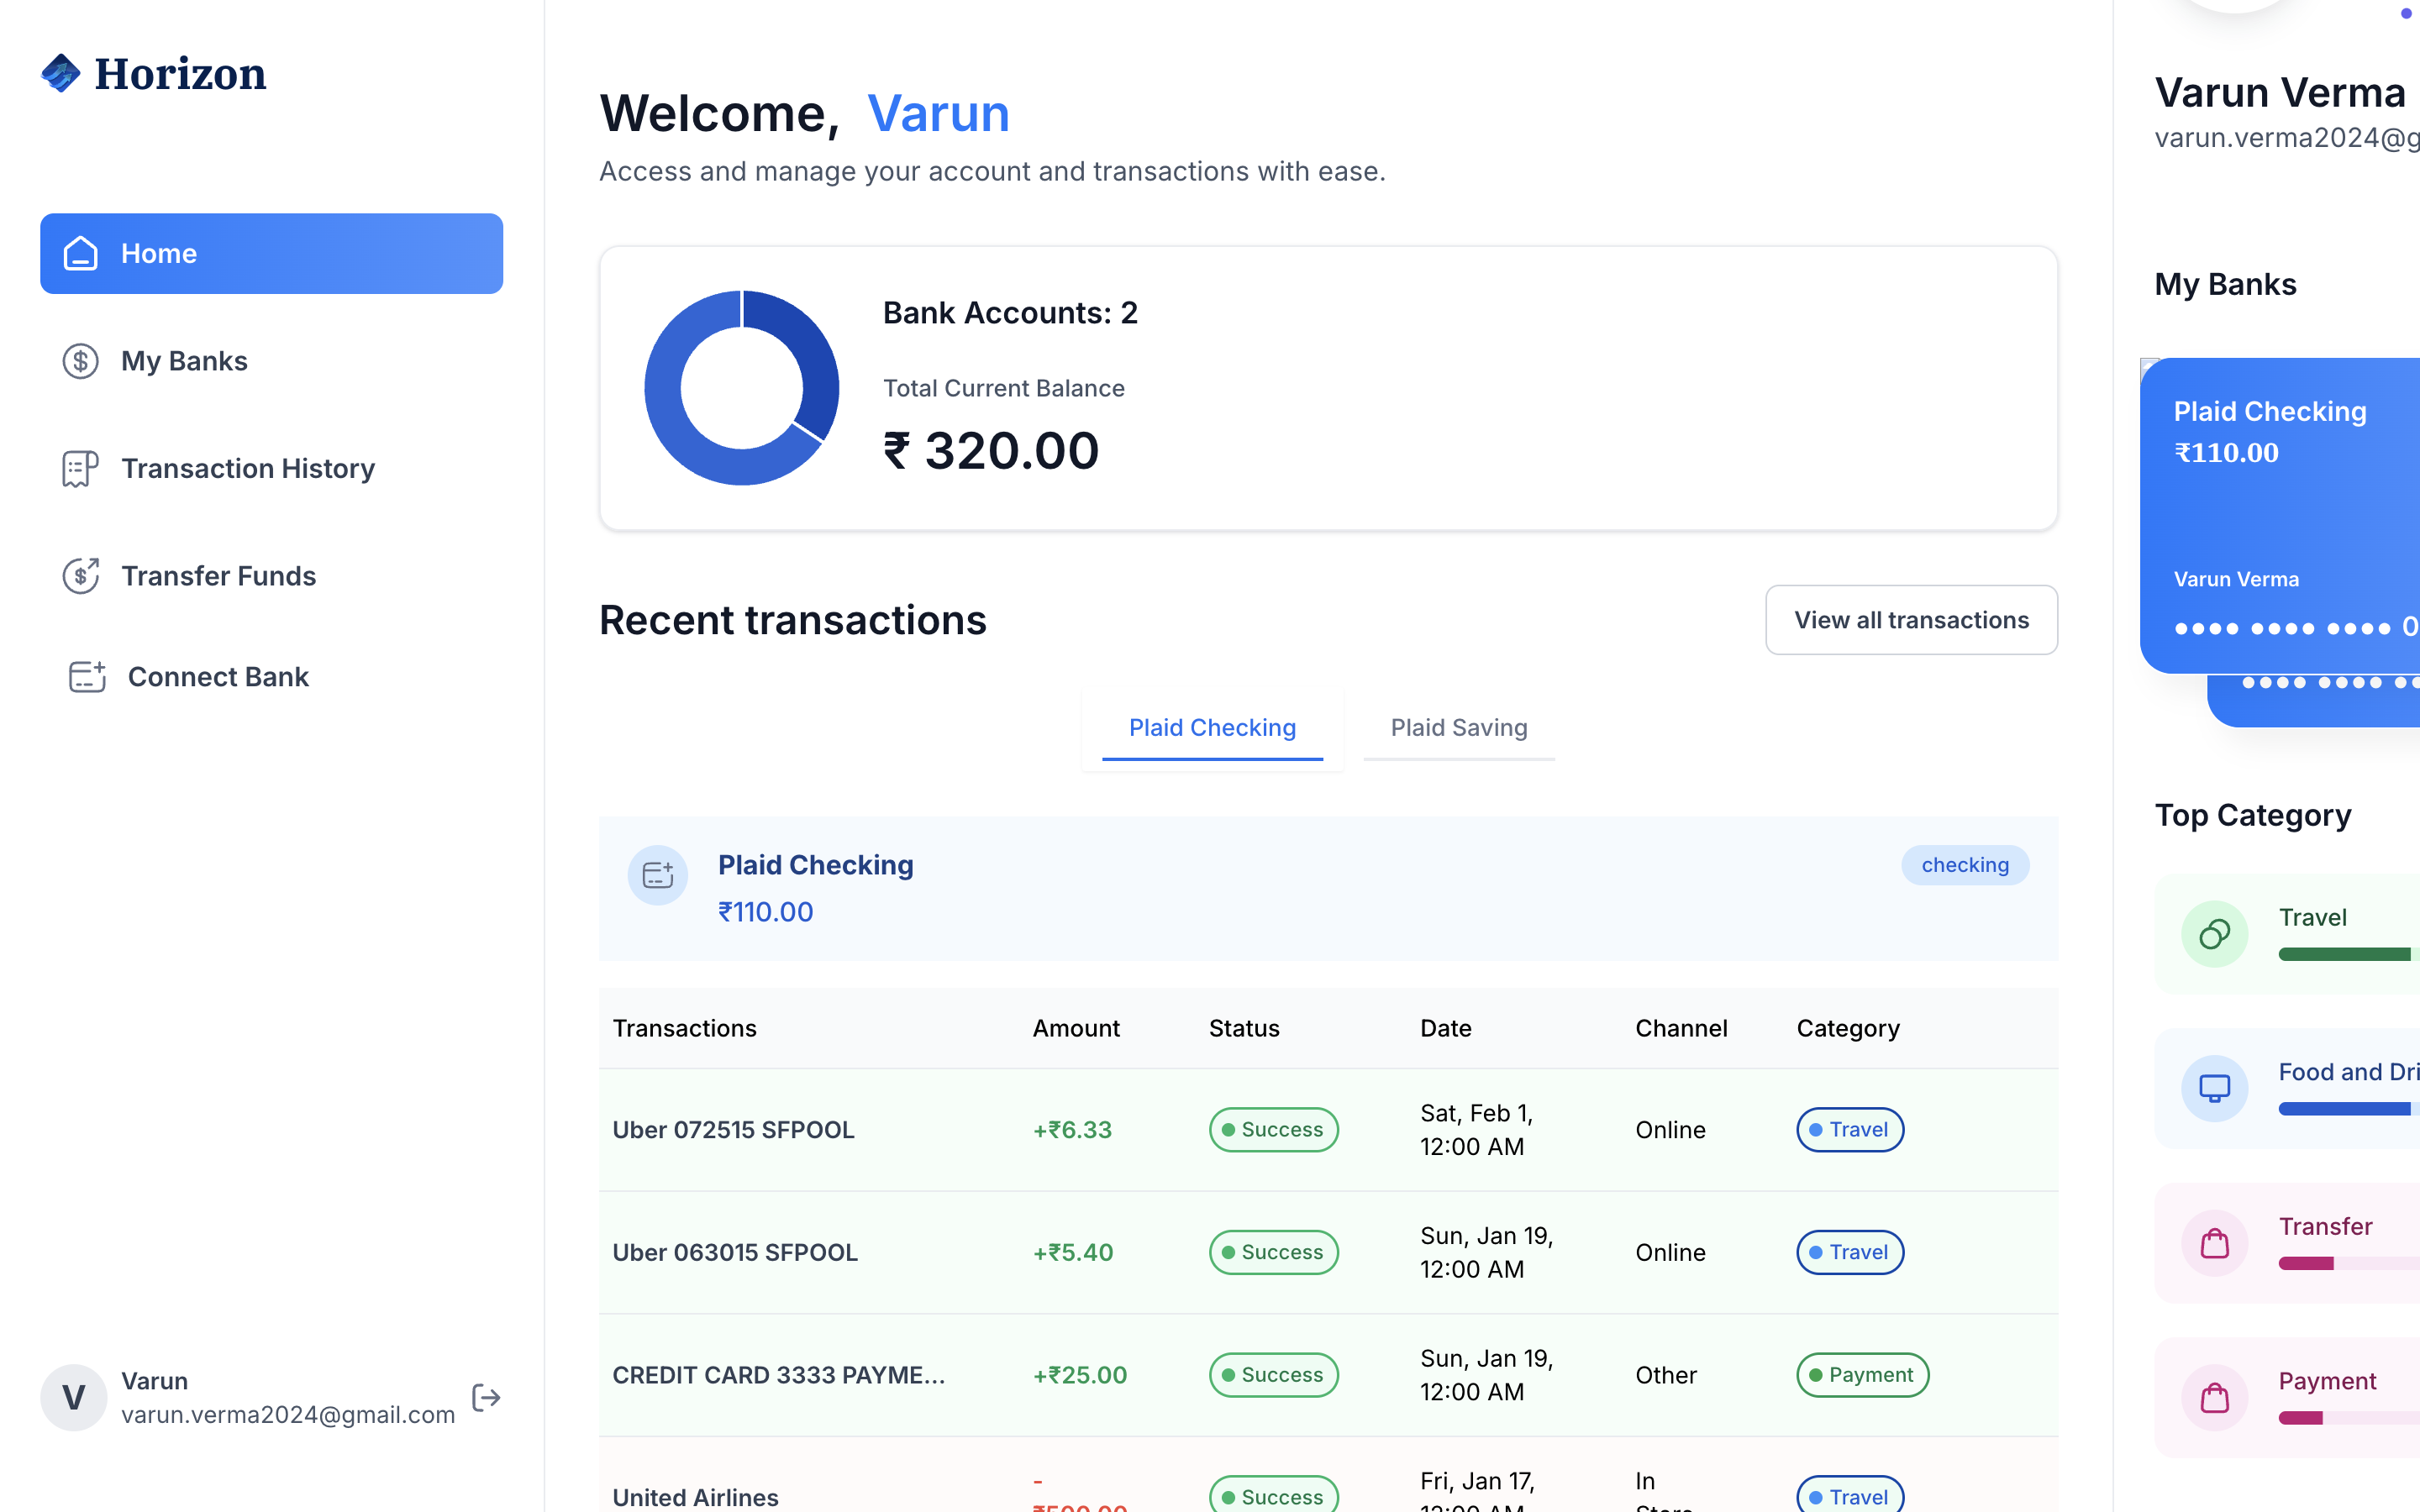 Horizon
Home
My Banks
Transaction History
Transfer Funds
Connect Bank
V
Varun
varun.verma2024@gmail.com
Welcome, Varun
Access and manage your account and transactions with ease.
Bank Accounts: 2
Total Current Balance
₹ 320.00
Recent transactions
View all transactions
Plaid Checking
Plaid Saving
Plaid Checking
₹110.00
checking
Transactions Amount Status Date Channel Category
Uber 072515 SFPOOL +₹6.33 Success Sat, Feb 1, 12:00 AM Online Travel
Uber 063015 SFPOOL +₹5.40 Success Sun, Jan 19, 12:00 AM Online Travel
CREDIT CARD 3333 PAYME... +₹25.00 Success Sun, Jan 19, 12:00 AM Other Payment
United Airlines - ₹500.00 Success Fri, Jan 17, 12:00 AM In Store Travel
Varun Verma
varun.verma2024@g
My Banks
Plaid Checking
₹110.00
Varun Verma
●●●● ●●●● ●●●● 0
●●●● ●●●● ●●
Top Category
Travel
Food and Dri
Transfer
Payment